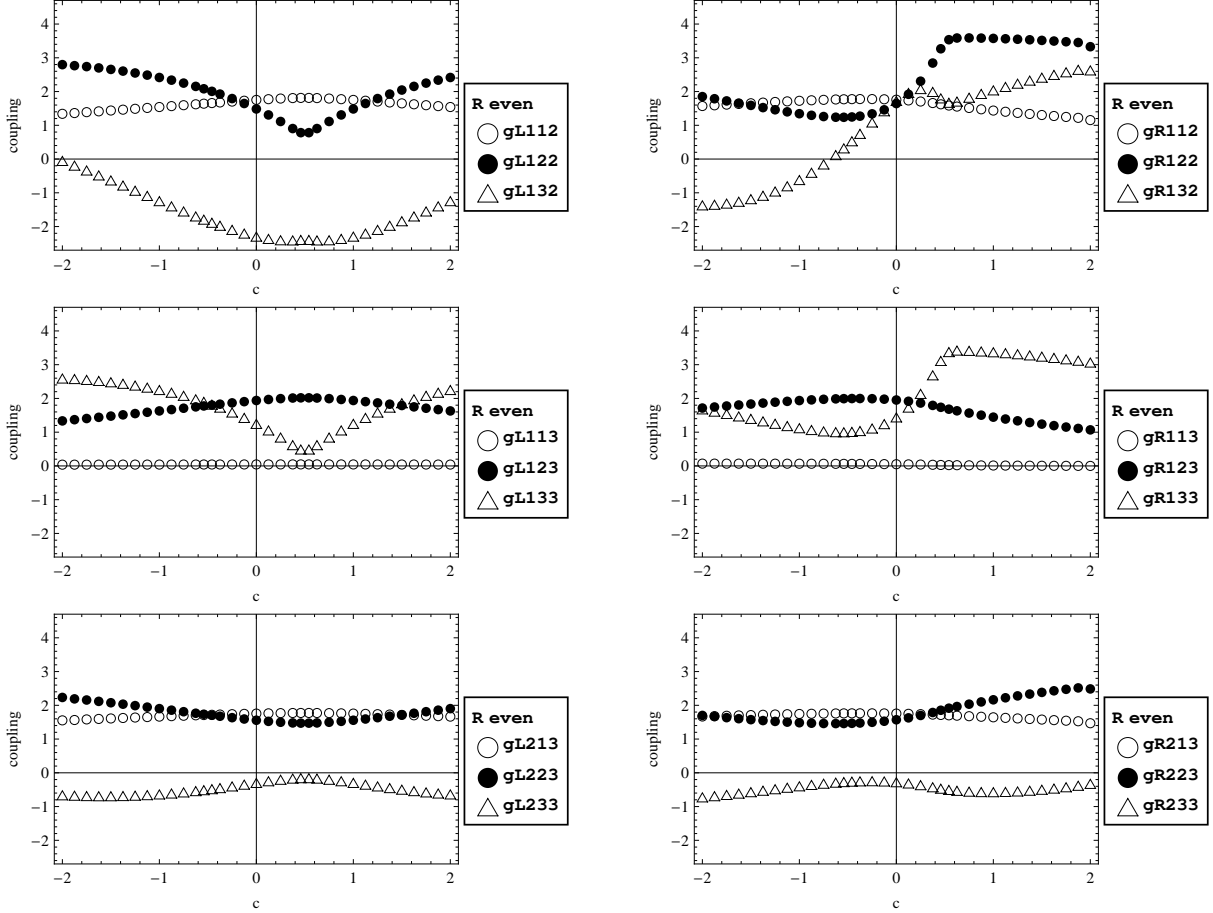 4
3
2
1
0
−1
−2
coupling
−2 −1 0 1 2
c
R even
gL112
gL122
gL132
4
3
2
1
0
−1
−2
coupling
−2 −1 0 1 2
c
R even
gR112
gR122
gR132
4
3
2
1
0
−1
−2
coupling
−2 −1 0 1 2
c
R even
gL113
gL123
gL133
4
3
2
1
0
−1
−2
coupling
−2 −1 0 1 2
c
R even
gR113
gR123
gR133
4
3
2
1
0
−1
−2
coupling
−2 −1 0 1 2
c
R even
gL213
gL223
gL233
4
3
2
1
0
−1
−2
coupling
−2 −1 0 1 2
c
R even
gR213
gR223
gR233